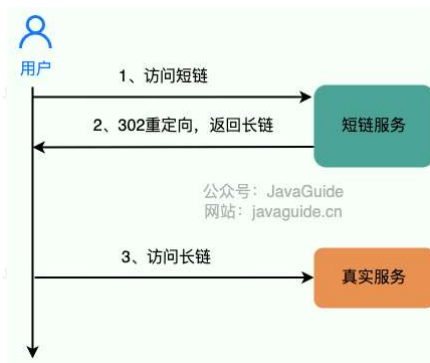 用户
1、访问短链
2、302重定向，返回长链
短链服务
公众号：JavaGuide
网站：javaguide.cn
3、访问长链
真实服务